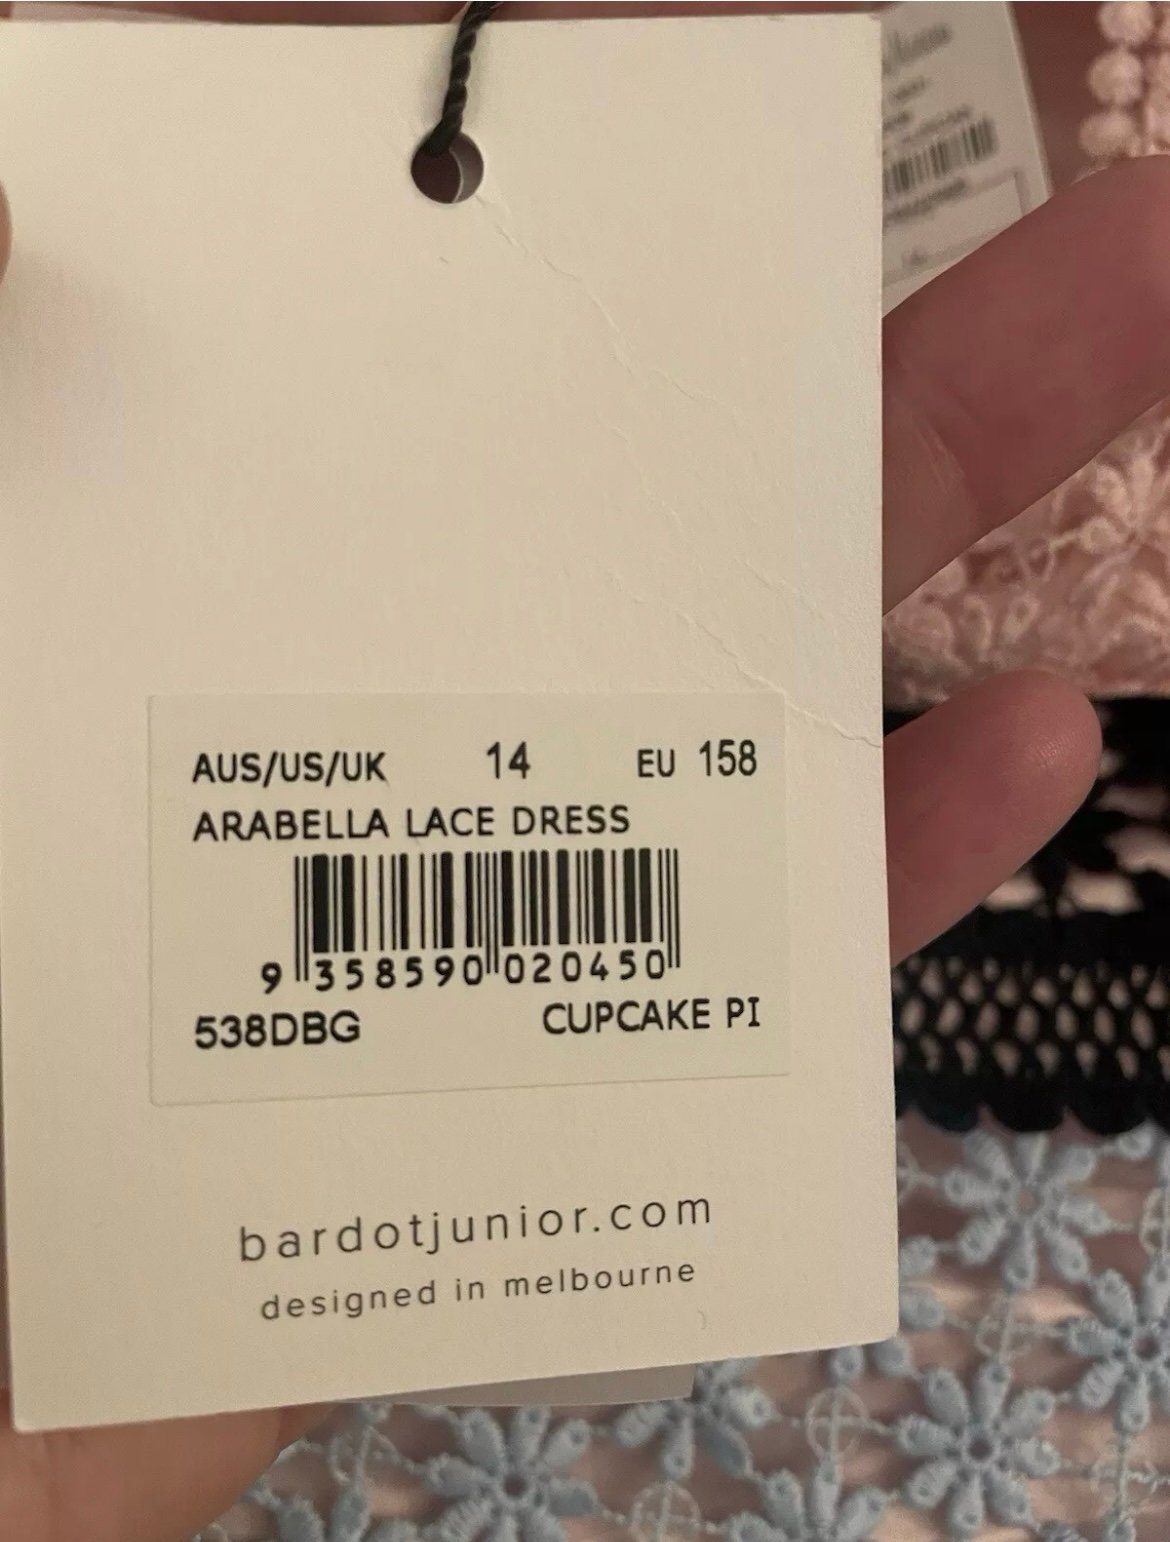 AUS/US/UK 14 EU 158
ARABELLA LACE DRESS
9 358590 020450
538DBG CUPCAKE PI
bardotjunior.com
designed in melbourne